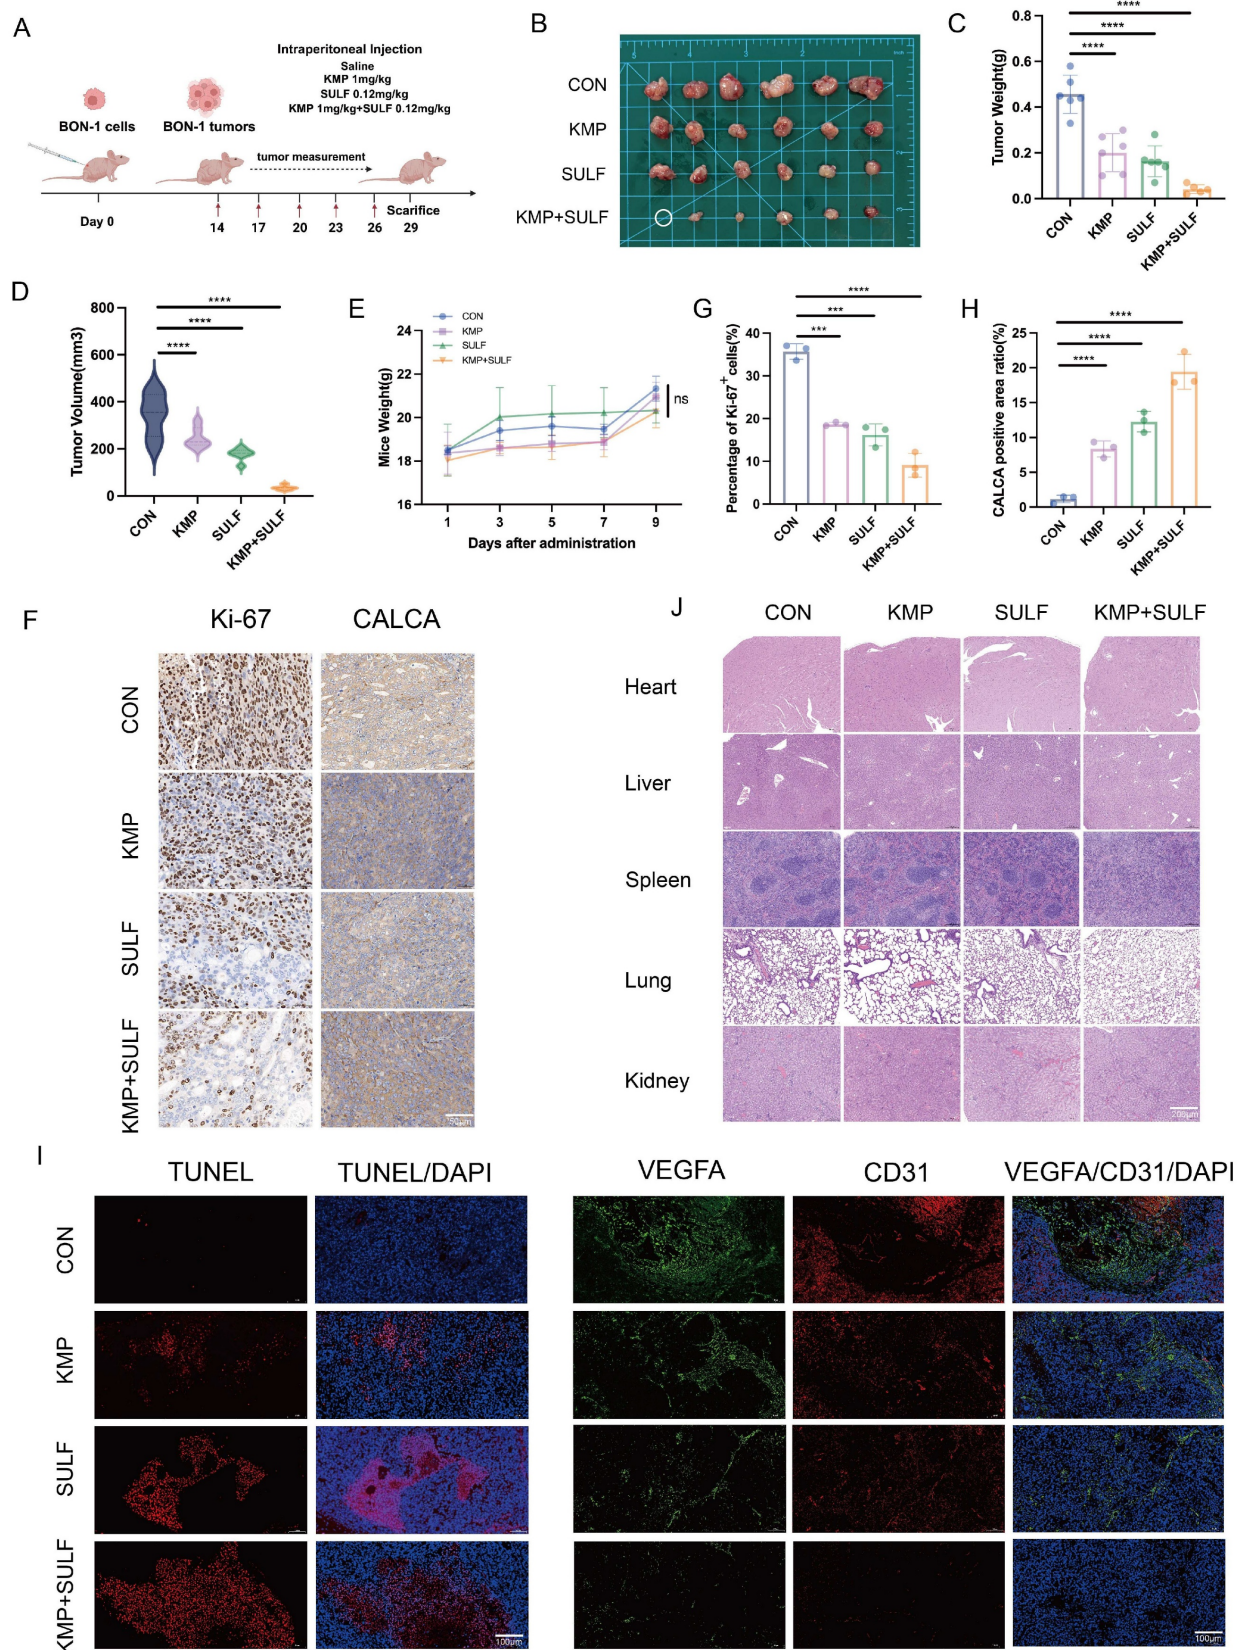 A
Intraperitoneal Injection
Saline
KMP 1mg/kg
SULF 0.12mg/kg
KMP 1mg/kg+SULF 0.12mg/kg
BON-1 cells
BON-1 tumors
tumor measurement
Day 0
14
17
20
23
26
29
Scarifice
B
CON
KMP
SULF
KMP+SULF
5
3
1
2
3
C
Tumor Weight(g)
0.8
0.6
0.4
0.2
0.0
****
****
****
CON
KMP
SULF
KMP+SULF
D
Tumor Volume(mm3)
800
600
400
200
0
****
****
****
CON
KMP
SULF
KMP+SULF
E
CON
KMP
SULF
KMP+SULF
Mice Weight(g)
24
22
20
18
16
ns
1
3
5
7
9
Days after administration
G
Percentage of Ki-67+ cells(%)
40
30
20
10
0
****
***
***
CON
KMP
SULF
KMP+SULF
H
CALCA positive area ratio(%)
25
20
15
10
5
0
****
****
****
CON
KMP
SULF
KMP+SULF
F
Ki-67
CALCA
CON
KMP
SULF
KMP+SULF
50μm
J
CON
KMP
SULF
KMP+SULF
Heart
Liver
Spleen
Lung
Kidney
200μm
I
TUNEL
TUNEL/DAPI
VEGFA
CD31
VEGFA/CD31/DAPI
CON
KMP
SULF
KMP+SULF
100μm
100μm